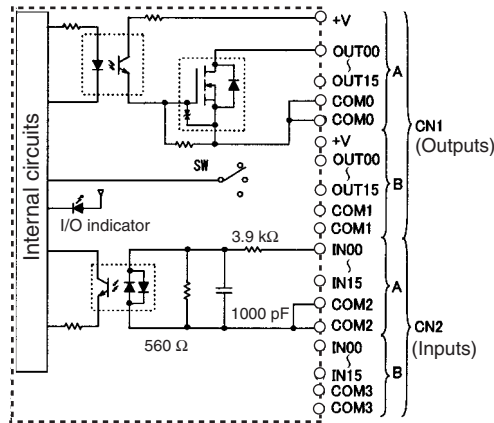 Internal circuits
SW
I/O indicator
3.9 kΩ
1000 pF
560 Ω
+V
OUT00
OUT15
COM0
COM0
+V
OUT00
OUT15
COM1
COM1
IN00
IN15
COM2
COM2
IN00
IN15
COM3
COM3
A
B
A
B
CN1
(Outputs)
CN2
(Inputs)